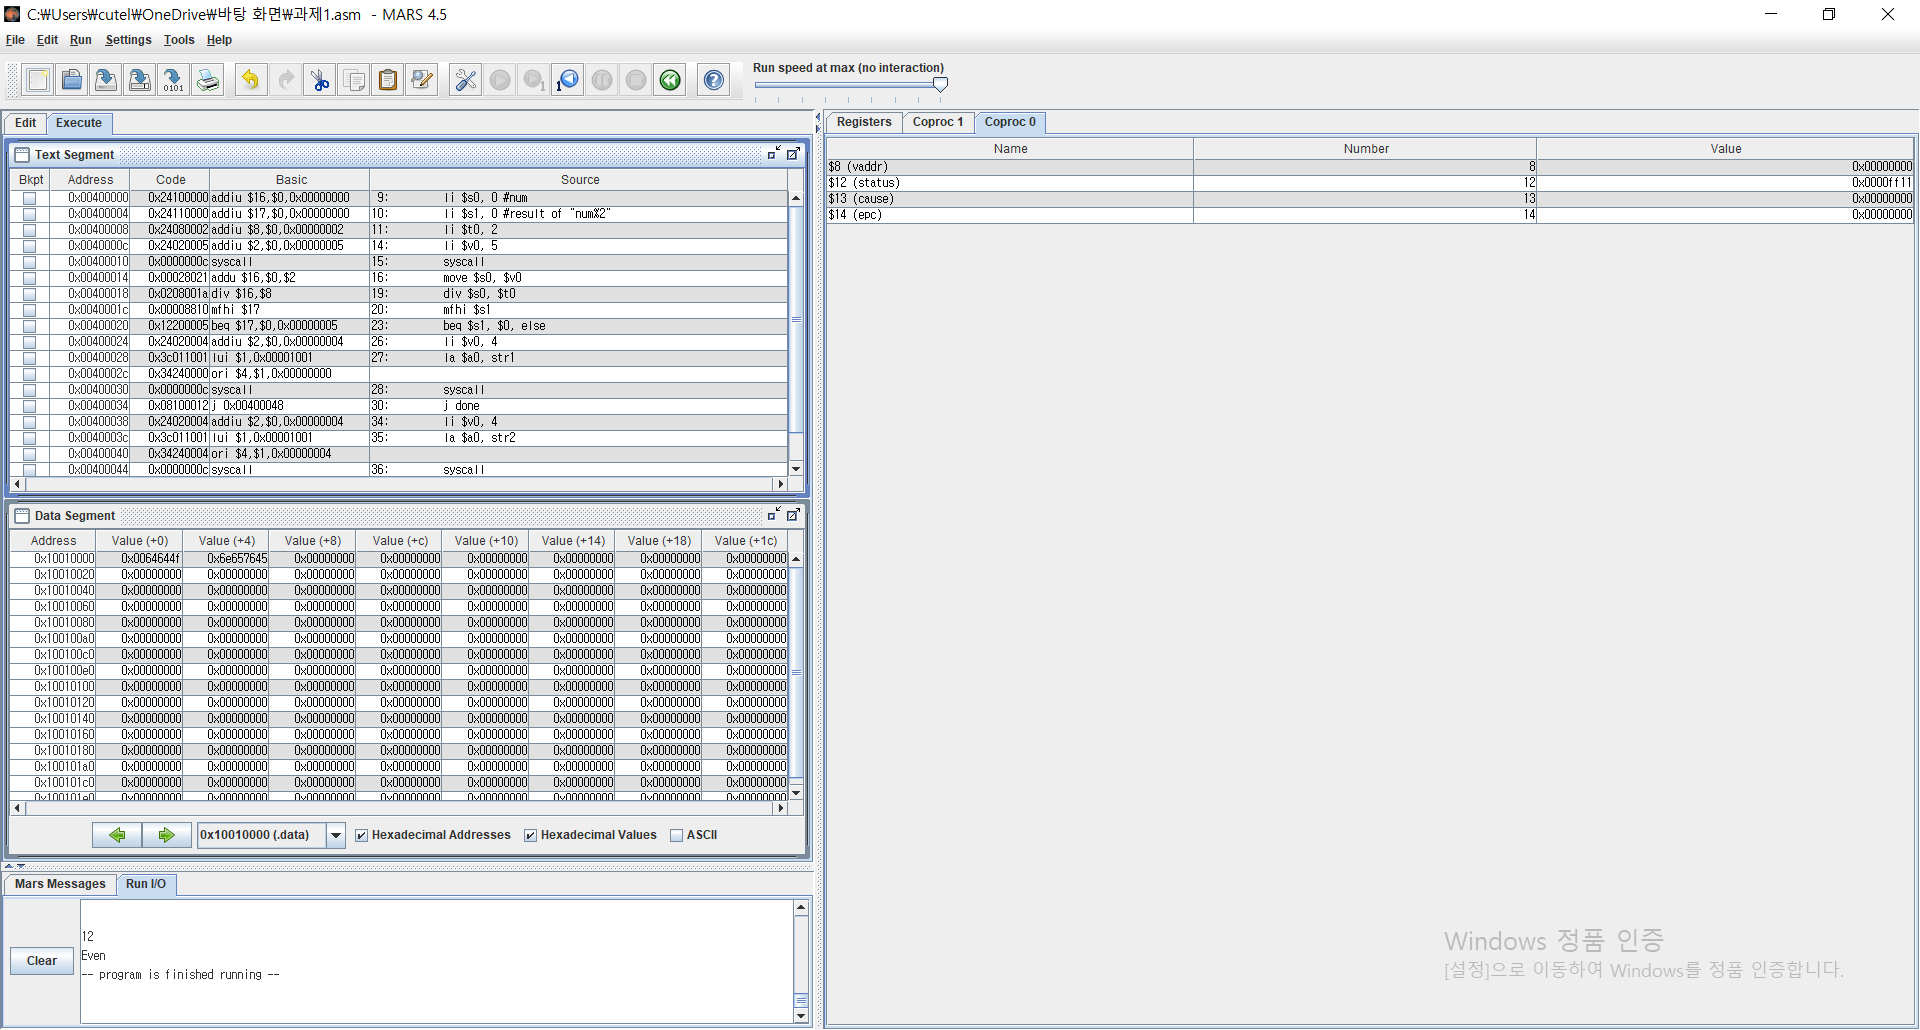 C:₩Users₩cutel₩OneDrive₩바탕 화면₩과제1.asm - MARS 4.5
File Edit Run Settings Tools Help
Run speed at max (no interaction)
Edit Execute
Text Segment
Bkpt Address Code Basic Source
0x00400000 0x24100000 addiu $16,$0,0x00000000 9: li $s0, 0 #num
0x00400004 0x24110000 addiu $17,$0,0x00000000 10: li $s1, 0 #result of "num%2"
0x00400008 0x24080002 addiu $8,$0,0x00000002 11: li $t0, 2
0x0040000c 0x24020005 addiu $2,$0,0x00000005 14: li $v0, 5
0x00400010 0x0000000c syscall 15: syscall
0x00400014 0x00028021 addu $16,$0,$2 16: move $s0, $v0
0x00400018 0x0208001a div $16,$8 19: div $s0, $t0
0x0040001c 0x00008810 mfhi $17 20: mfhi $s1
0x00400020 0x12200005 beq $17,$0,0x00000005 23: beq $s1, $0, else
0x00400024 0x24020004 addiu $2,$0,0x00000004 26: li $v0, 4
0x00400028 0x3c011001 lui $1,0x00001001 27: la $a0, str1
0x0040002c 0x34240000 ori $4,$1,0x00000000
0x00400030 0x0000000c syscall 28: syscall
0x00400034 0x08100012 j 0x00400048 30: j done
0x00400038 0x24020004 addiu $2,$0,0x00000004 34: li $v0, 4
0x0040003c 0x3c011001 lui $1,0x00001001 35: la $a0, str2
0x00400040 0x34240004 ori $4,$1,0x00000004
0x00400044 0x0000000c syscall 36: syscall
Data Segment
Address Value (+0) Value (+4) Value (+8) Value (+c) Value (+10) Value (+14) Value (+18) Value (+1c)
0x10010000 0x0064644f 0x6e657645 0x00000000 0x00000000 0x00000000 0x00000000 0x00000000 0x00000000
0x10010020 0x00000000 0x00000000 0x00000000 0x00000000 0x00000000 0x00000000 0x00000000 0x00000000
0x10010040 0x00000000 0x00000000 0x00000000 0x00000000 0x00000000 0x00000000 0x00000000 0x00000000
0x10010060 0x00000000 0x00000000 0x00000000 0x00000000 0x00000000 0x00000000 0x00000000 0x00000000
0x10010080 0x00000000 0x00000000 0x00000000 0x00000000 0x00000000 0x00000000 0x00000000 0x00000000
0x100100a0 0x00000000 0x00000000 0x00000000 0x00000000 0x00000000 0x00000000 0x00000000 0x00000000
0x100100c0 0x00000000 0x00000000 0x00000000 0x00000000 0x00000000 0x00000000 0x00000000 0x00000000
0x100100e0 0x00000000 0x00000000 0x00000000 0x00000000 0x00000000 0x00000000 0x00000000 0x00000000
0x10010100 0x00000000 0x00000000 0x00000000 0x00000000 0x00000000 0x00000000 0x00000000 0x00000000
0x10010120 0x00000000 0x00000000 0x00000000 0x00000000 0x00000000 0x00000000 0x00000000 0x00000000
0x10010140 0x00000000 0x00000000 0x00000000 0x00000000 0x00000000 0x00000000 0x00000000 0x00000000
0x10010160 0x00000000 0x00000000 0x00000000 0x00000000 0x00000000 0x00000000 0x00000000 0x00000000
0x10010180 0x00000000 0x00000000 0x00000000 0x00000000 0x00000000 0x00000000 0x00000000 0x00000000
0x100101a0 0x00000000 0x00000000 0x00000000 0x00000000 0x00000000 0x00000000 0x00000000 0x00000000
0x100101c0 0x00000000 0x00000000 0x00000000 0x00000000 0x00000000 0x00000000 0x00000000 0x00000000
0x100101e0 0x00000000 0x00000000 0x00000000 0x00000000 0x00000000 0x00000000 0x00000000 0x00000000
0x10010000 (.data) Hexadecimal Addresses Hexadecimal Values ASCII
Mars Messages Run I/O
Clear
12
Even
-- program is finished running --
Registers Coproc 1 Coproc 0
Name Number Value
$8 (vaddr) 8 0x00000000
$12 (status) 12 0x0000ff11
$13 (cause) 13 0x00000000
$14 (epc) 14 0x00000000
Windows 정품 인증
[설정]으로 이동하여 Windows를 정품 인증합니다.